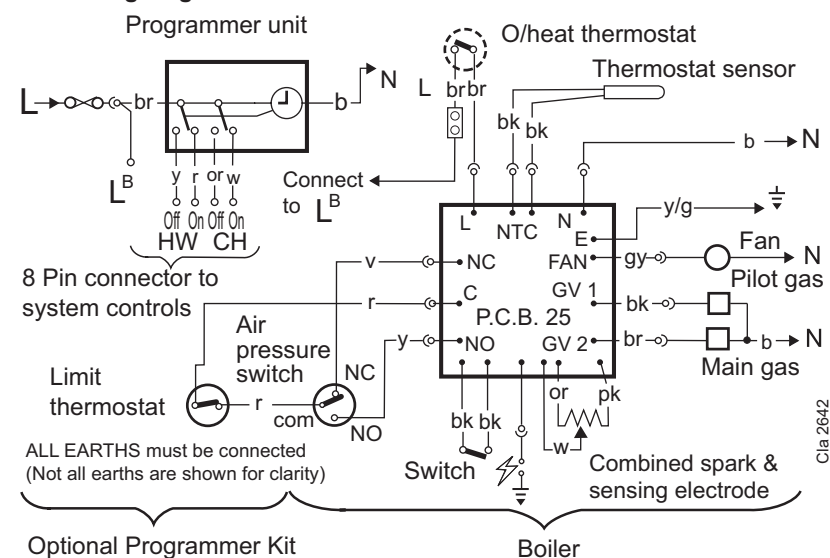 Programmer unit
O/heat thermostat
Thermostat sensor
L
br
b
N
L
br br
bk
bk
b
N
L B
y r or w
Off On Off On
HW CH
Connect
to L B
8 Pin connector to
system controls
L
NTC
N
E
y/g
v
NC
FAN
gy
Fan
N
Pilot gas
r
C
GV 1
bk
P.C.B. 25
y
NO
GV 2
br
b
N
Main gas
Air
pressure
switch
NC
Limit
thermostat
r
com
NO
bk bk
or
pk
w
Switch
Combined spark &
sensing electrode
ALL EARTHS must be connected
(Not all earths are shown for clarity)
Cla 2642
Optional Programmer Kit
Boiler